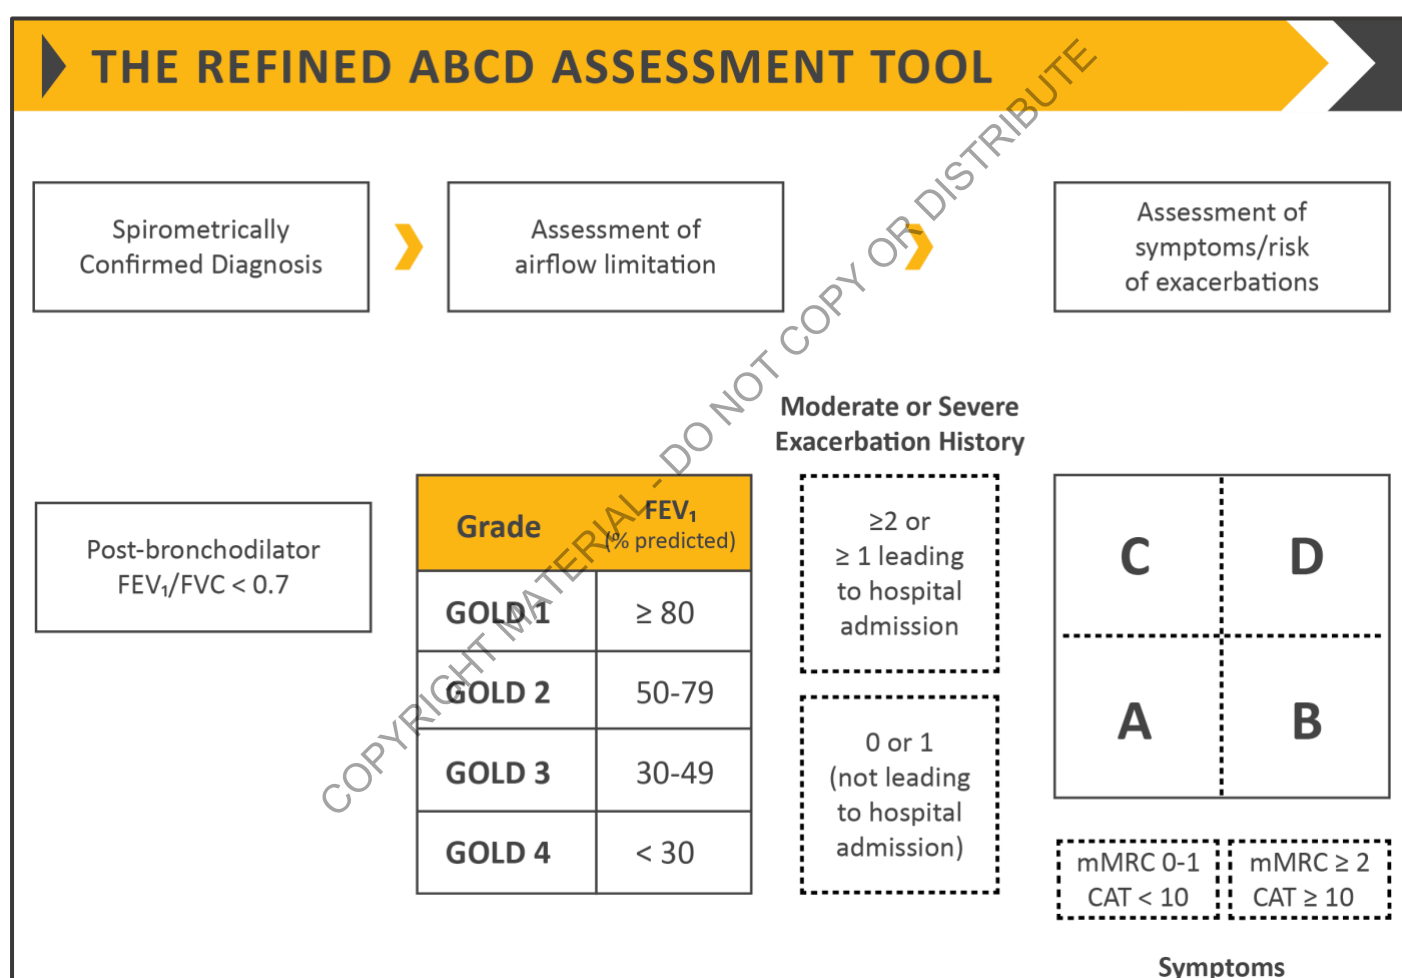 THE REFINED ABCD ASSESSMENT TOOL
Spirometrically
Confirmed Diagnosis
Assessment of
airflow limitation
Assessment of
symptoms/risk
of exacerbations
Post-bronchodilator
FEV₁/FVC < 0.7
Grade
FEV₁
(% predicted)
GOLD 1
≥ 80
GOLD 2
50-79
GOLD 3
30-49
GOLD 4
< 30
Moderate or Severe
Exacerbation History
≥2 or
≥ 1 leading
to hospital
admission
0 or 1
(not leading
to hospital
admission)
C
D
A
B
mMRC 0-1
CAT < 10
mMRC ≥ 2
CAT ≥ 10
Symptoms
COPYRIGHT MATERIAL - DO NOT COPY OR DISTRIBUTE